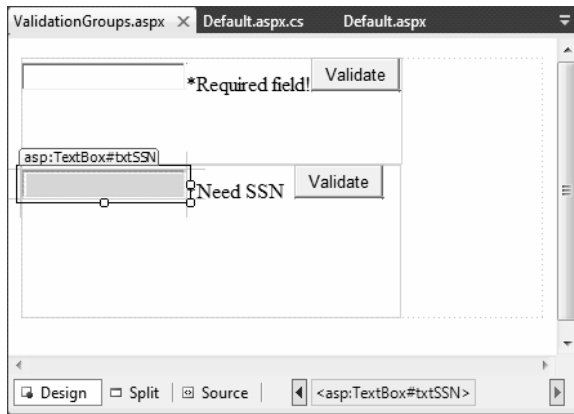 ValidationGroups.aspx × Default.aspx.cs Default.aspx
*Required field! Validate
asp:TextBox#txtSSN
*Need SSN Validate
Design Split Source <asp:TextBox#txtSSN>